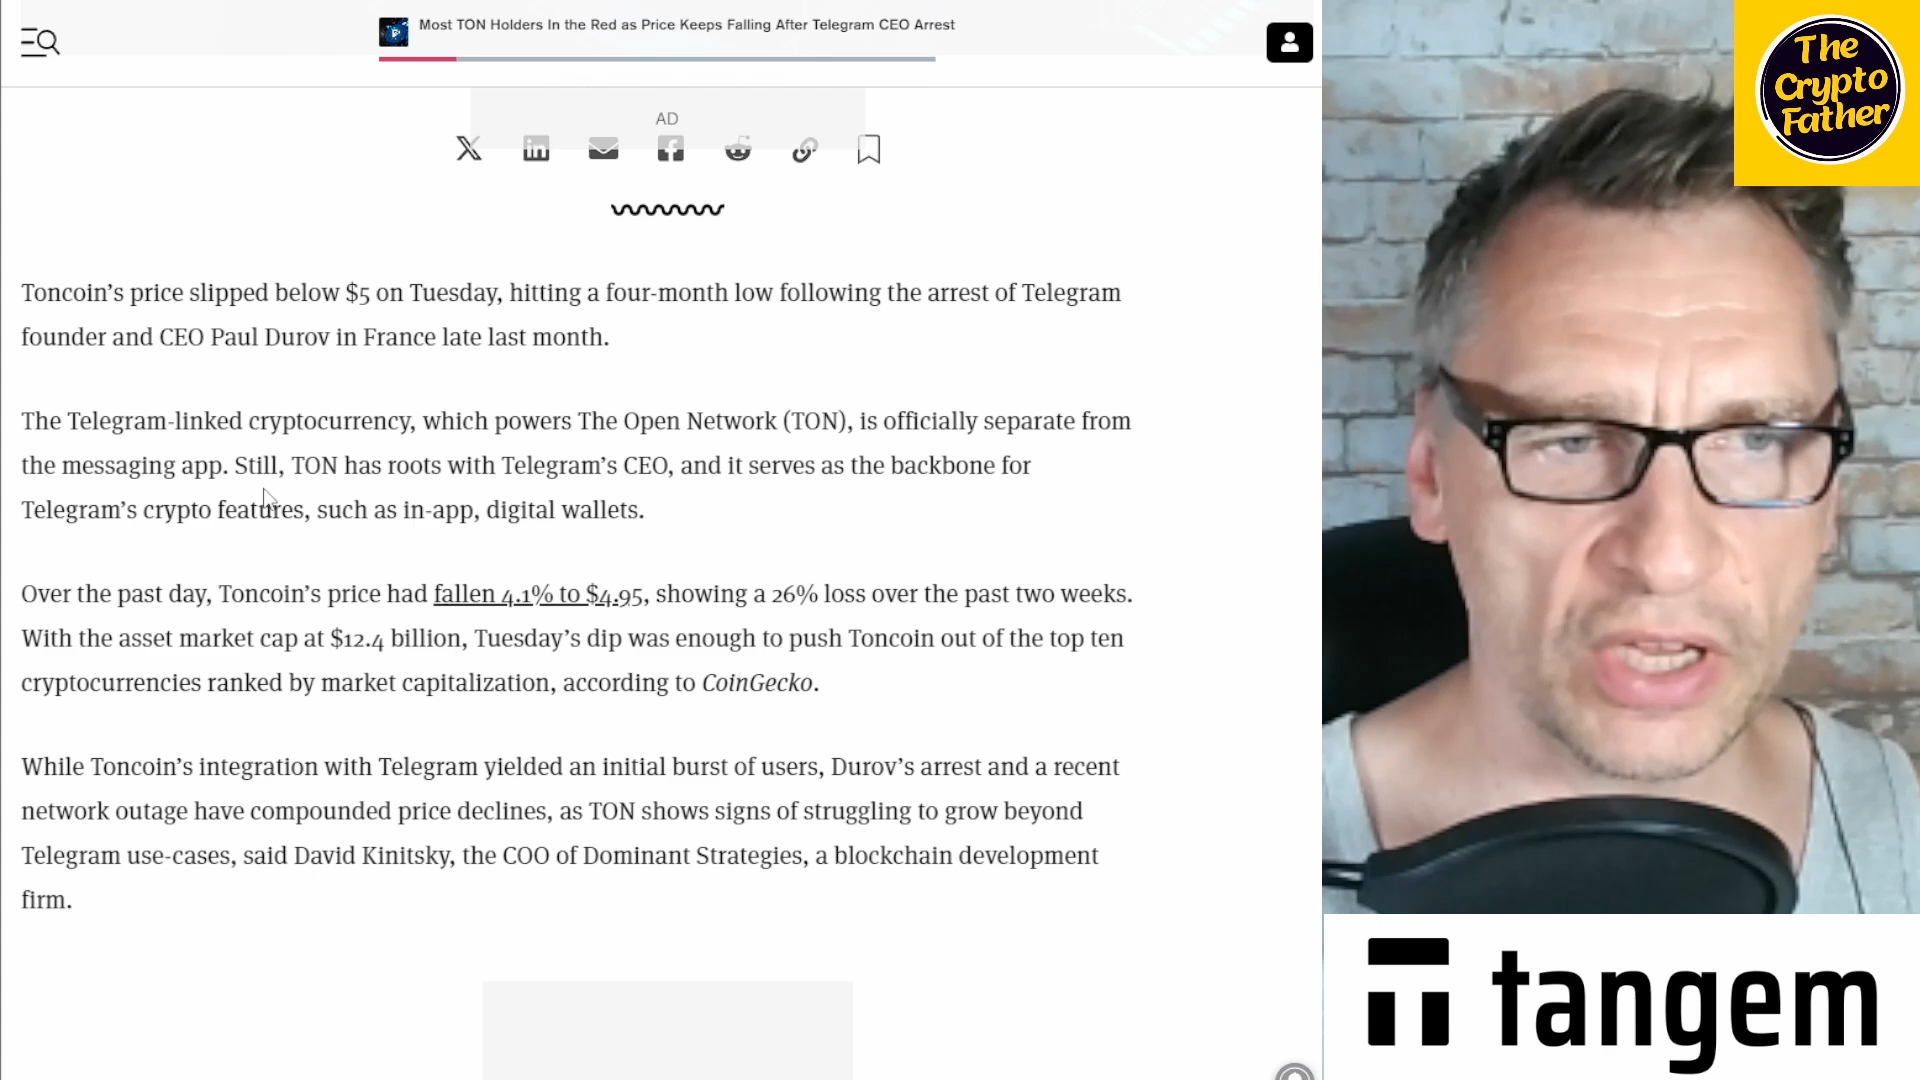 Most TON Holders In the Red as Price Keeps Falling After Telegram CEO Arrest
AD
Toncoin’s price slipped below $5 on Tuesday, hitting a four-month low following the arrest of Telegram
founder and CEO Paul Durov in France late last month.
The Telegram-linked cryptocurrency, which powers The Open Network (TON), is officially separate from
the messaging app. Still, TON has roots with Telegram’s CEO, and it serves as the backbone for
Telegram’s crypto features, such as in-app, digital wallets.
Over the past day, Toncoin’s price had fallen 4.1% to $4.95, showing a 26% loss over the past two weeks.
With the asset market cap at $12.4 billion, Tuesday’s dip was enough to push Toncoin out of the top ten
cryptocurrencies ranked by market capitalization, according to CoinGecko.
While Toncoin’s integration with Telegram yielded an initial burst of users, Durov’s arrest and a recent
network outage have compounded price declines, as TON shows signs of struggling to grow beyond
Telegram use-cases, said David Kinitsky, the COO of Dominant Strategies, a blockchain development
firm.
The
Crypto
Father
tangem